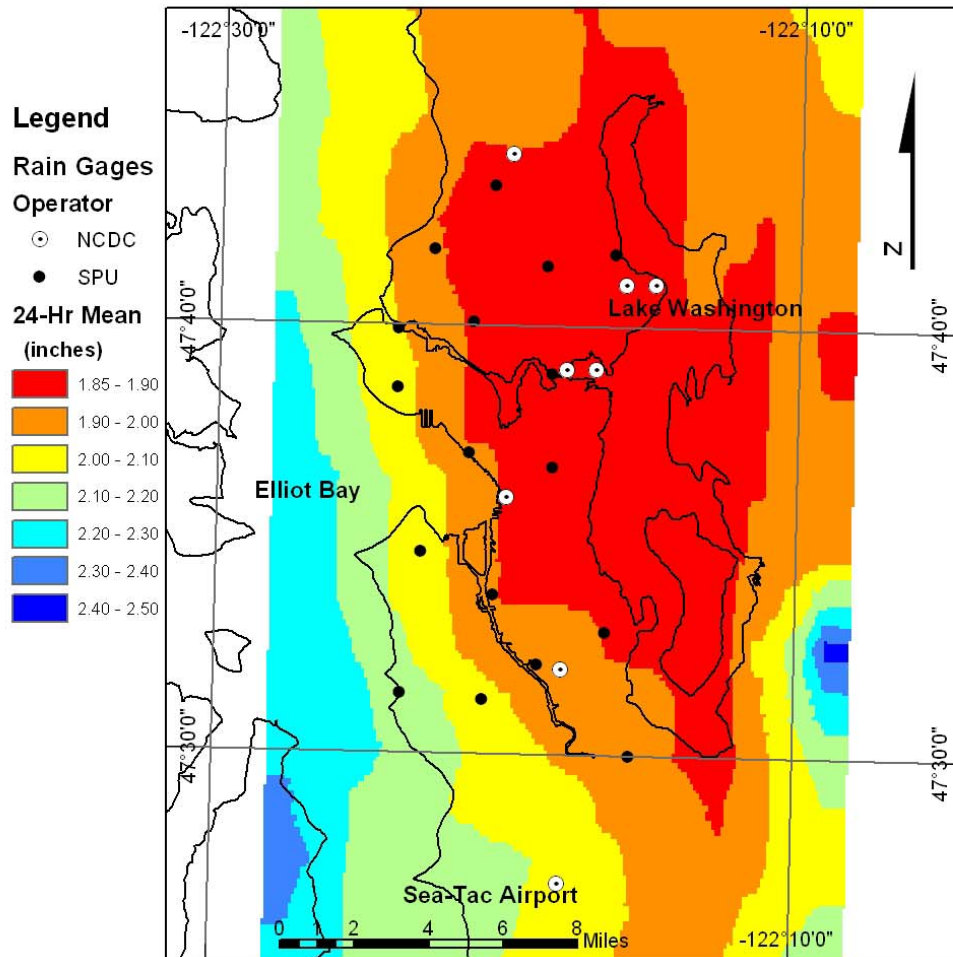 -122°30'0"
-122°10'0"
Legend
Rain Gages
Operator
NCDC
SPU
24-Hr Mean
(inches)
1.85 - 1.90
1.90 - 2.00
2.00 - 2.10
2.10 - 2.20
2.20 - 2.30
2.30 - 2.40
2.40 - 2.50
N
47°40'0"
Lake Washington
47°40'0"
Elliot Bay
47°30'0"
47°30'0"
Sea-Tac Airport
0 1 2 4 6 8 Miles
-122°10'0"